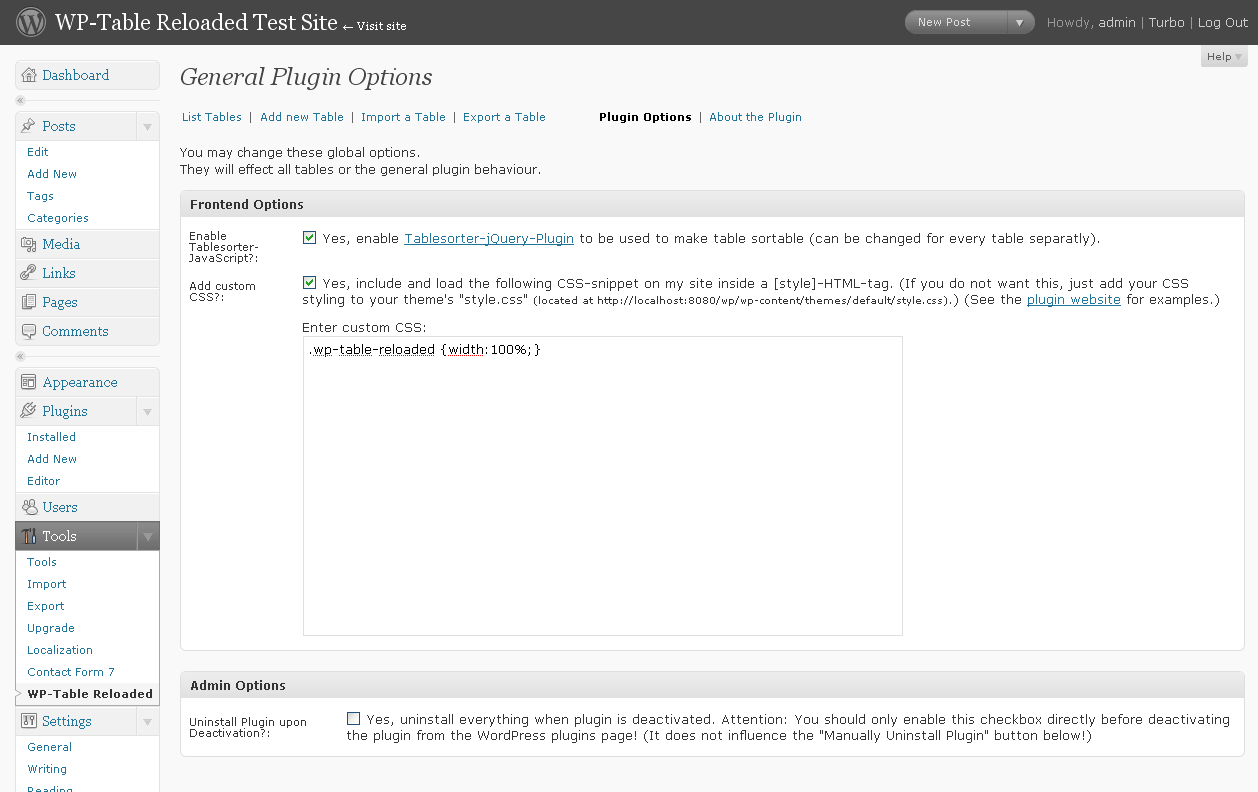 WP-Table Reloaded Test Site ← Visit site
New Post
Howdy, admin | Turbo | Log Out
Help
Dashboard
Posts
Edit
Add New
Tags
Categories
Media
Links
Pages
Comments
Appearance
Plugins
Installed
Add New
Editor
Users
Tools
Tools
Import
Export
Upgrade
Localization
Contact Form 7
WP-Table Reloaded
Settings
General
Writing
Reading
General Plugin Options
List Tables | Add new Table | Import a Table | Export a Table Plugin Options | About the Plugin
You may change these global options.
They will effect all tables or the general plugin behaviour.
Frontend Options
Enable
Tablesorter-
JavaScript?:
Yes, enable Tablesorter-jQuery-Plugin to be used to make table sortable (can be changed for every table separatly).
Add custom
CSS?:
Yes, include and load the following CSS-snippet on my site inside a [style]-HTML-tag. (If you do not want this, just add your CSS
styling to your theme's "style.css" (located at http://localhost:8080/wp/wp-content/themes/default/style.css).) (See the plugin website for examples.)
Enter custom CSS:
.wp-table-reloaded {width:100%;}
Admin Options
Uninstall Plugin upon
Deactivation?:
Yes, uninstall everything when plugin is deactivated. Attention: You should only enable this checkbox directly before deactivating
the plugin from the WordPress plugins page! (It does not influence the "Manually Uninstall Plugin" button below!)